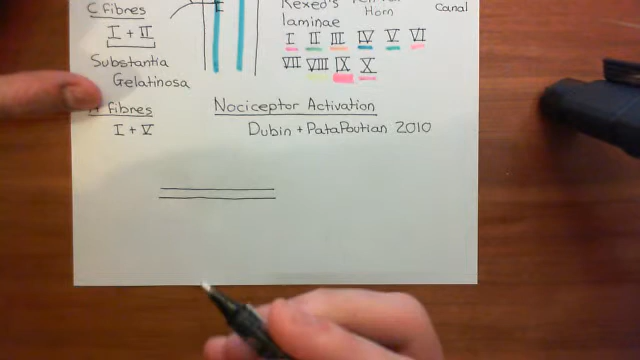 C fibres
I + II
Substantia
Gelatinosa
fibres
I + V
Rexed's
Horn
laminae
Canal
I II III IV V VI
VII VIII IX X
Nociceptor Activation
Dubin + PataPoutian 2010